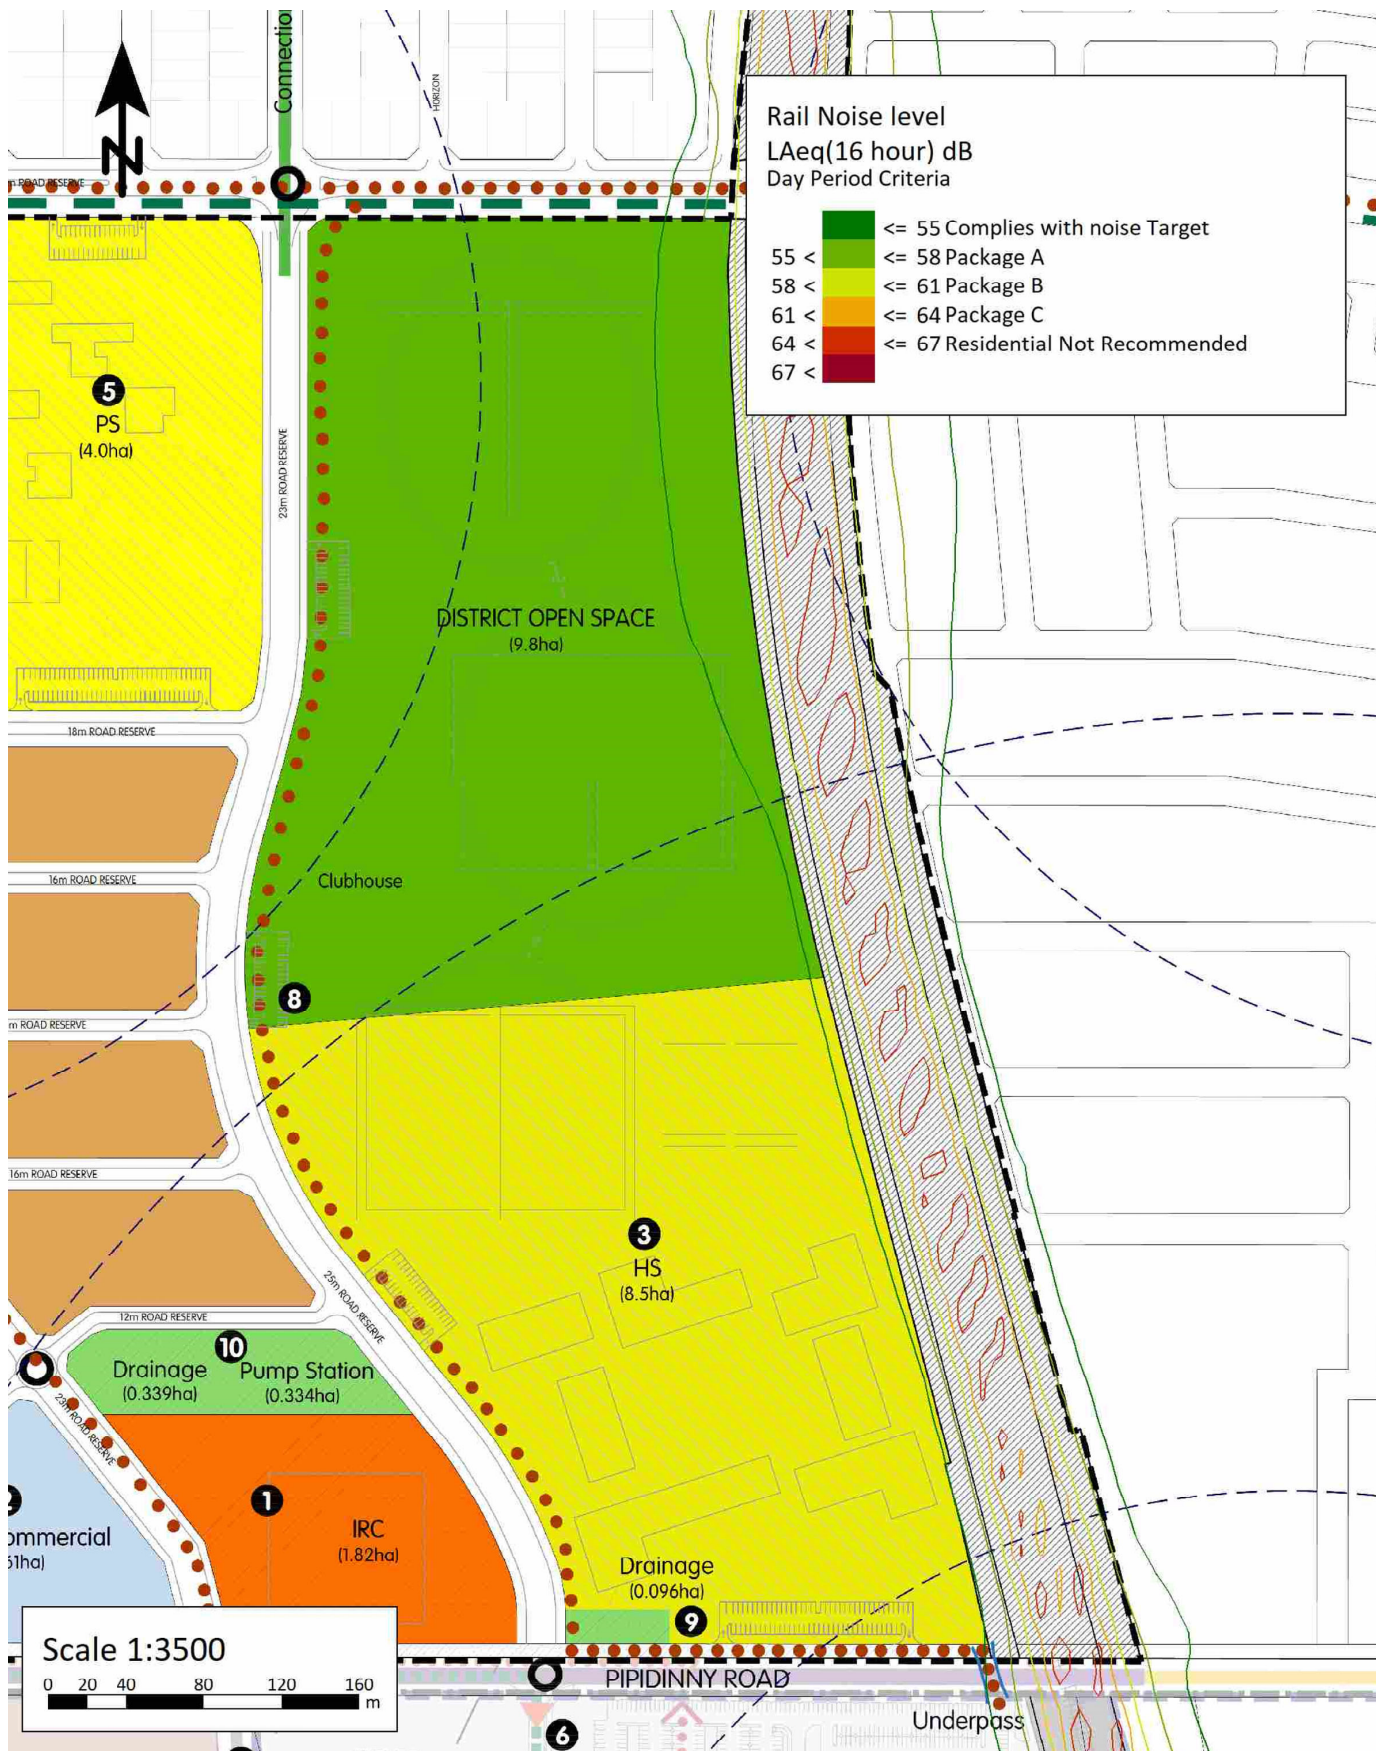 Connectio
HORIZON
N
m ROAD RESERVE
Rail Noise level
LAeq(16 hour) dB
Day Period Criteria
<= 55 Complies with noise Target
55 < <= 58 Package A
58 < <= 61 Package B
61 < <= 64 Package C
64 < <= 67 Residential Not Recommended
67 <
5
PS
(4.0ha)
23m ROAD RESERVE
DISTRICT OPEN SPACE
(9.8ha)
18m ROAD RESERVE
16m ROAD RESERVE
Clubhouse
8
m ROAD RESERVE
16m ROAD RESERVE
3
HS
(8.5ha)
25m ROAD RESERVE
12m ROAD RESERVE
10
Drainage
(0.339ha)
Pump Station
(0.334ha)
23m ROAD RESERVE
1
IRC
(1.82ha)
2
ommercial
61ha)
Drainage
(0.096ha)
9
Scale 1:3500
0 20 40 80 120 160
m
PIPIDINNY ROAD
Underpass
6